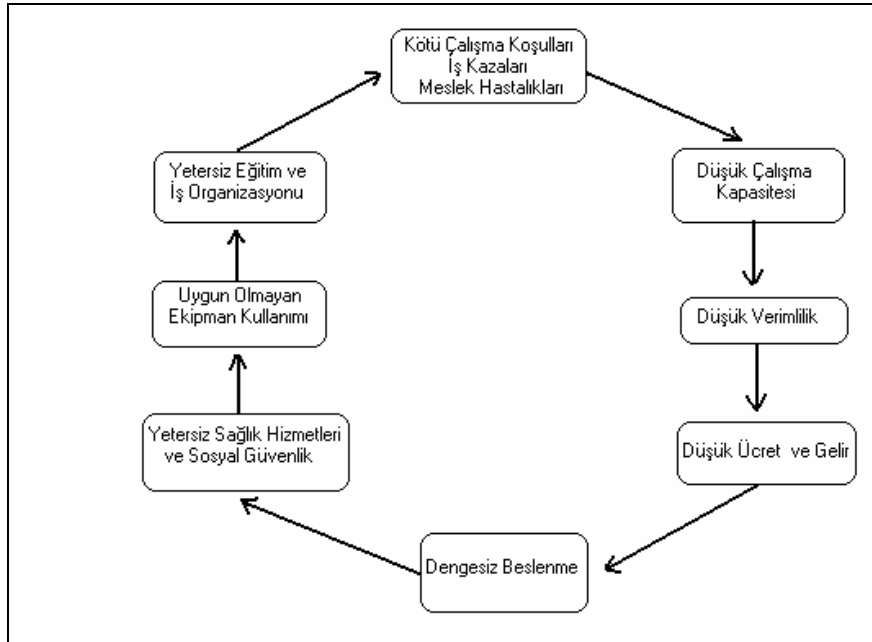 Kötü Çalışma Koşulları
İş Kazaları
Meslek Hastalıkları
Düşük Çalışma
Kapasitesi
Düşük Verimlilik
Düşük Ücret ve Gelir
Dengesiz Beslenme
Yetersiz Sağlık Hizmetleri
ve Sosyal Güvenlik
Uygun Olmayan
Ekipman Kullanımı
Yetersiz Eğitim ve
İş Organizasyonu